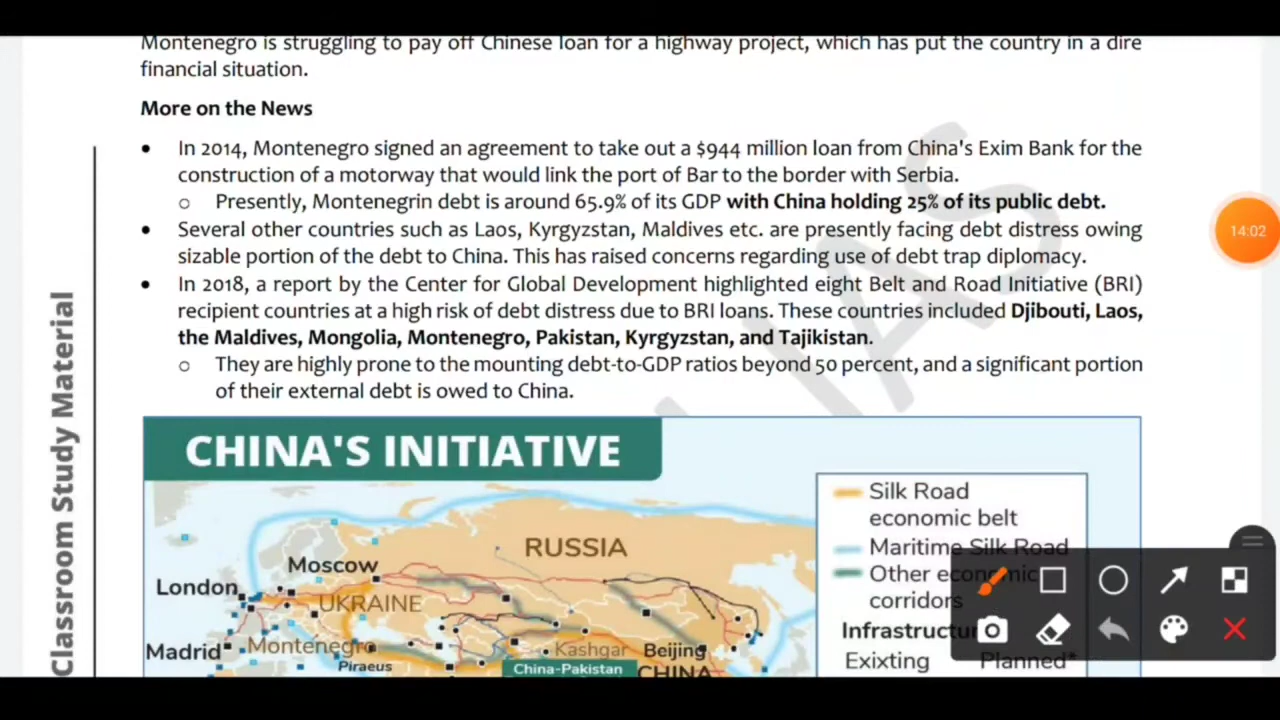 Montenegro is struggling to pay off Chinese loan for a highway project, which has put the country in a dire
financial situation.
More on the News
• In 2014, Montenegro signed an agreement to take out a $944 million loan from China's Exim Bank for the
construction of a motorway that would link the port of Bar to the border with Serbia.
o Presently, Montenegrin debt is around 65.9% of its GDP with China holding 25% of its public debt.
• Several other countries such as Laos, Kyrgyzstan, Maldives etc. are presently facing debt distress owing
sizable portion of the debt to China. This has raised concerns regarding use of debt trap diplomacy.
• In 2018, a report by the Center for Global Development highlighted eight Belt and Road Initiative (BRI)
recipient countries at a high risk of debt distress due to BRI loans. These countries included Djibouti, Laos,
the Maldives, Mongolia, Montenegro, Pakistan, Kyrgyzstan, and Tajikistan.
o They are highly prone to the mounting debt-to-GDP ratios beyond 50 percent, and a significant portion
of their external debt is owed to China.
Classroom Study Material
14:02
CHINA'S INITIATIVE
Silk Road
economic belt
Maritime Silk Road
Other economic
corridors
Infrastructu
Exixting Planned*
RUSSIA
Moscow
London
UKRAINE
Madrid
Montenegro
Piraeus
Kashgar
Beijing
China-Pakistan
CHINA